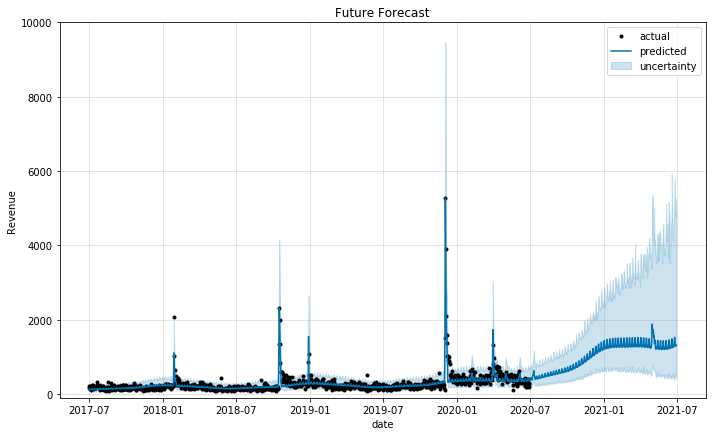 Future Forecast
10000
8000
6000
4000
2000
0
Revenue
actual
predicted
uncertainty
2017-07
2018-01
2018-07
2019-01
2019-07
2020-01
2020-07
2021-01
2021-07
date